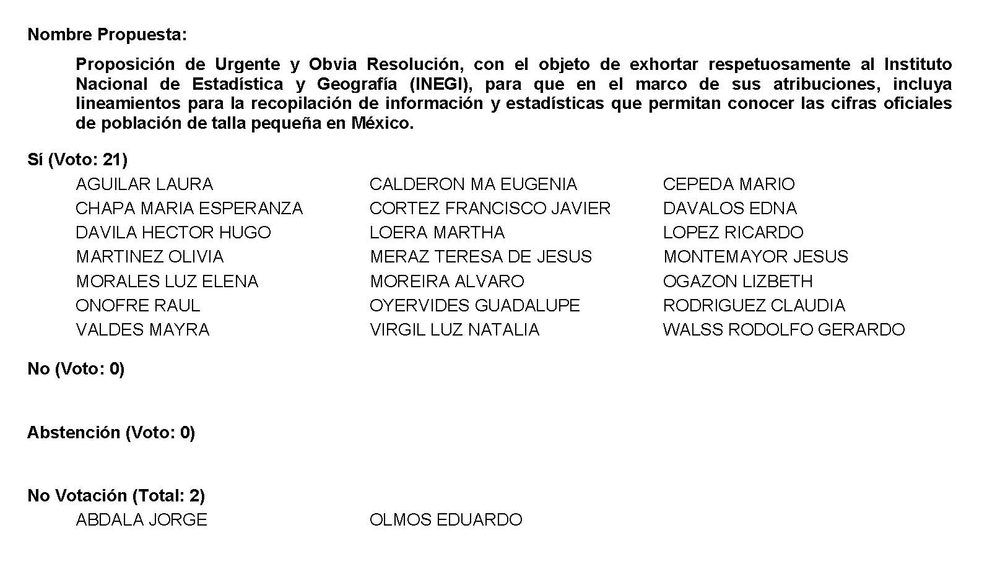 Nombre Propuesta:
Proposición de Urgente y Obvia Resolución, con el objeto de exhortar respetuosamente al Instituto
Nacional de Estadística y Geografía (INEGI), para que en el marco de sus atribuciones, incluya
lineamientos para la recopilación de información y estadísticas que permitan conocer las cifras oficiales
de población de talla pequeña en México.
Sí (Voto: 21)
AGUILAR LAURA CALDERON MA EUGENIA CEPEDA MARIO
CHAPA MARIA ESPERANZA CORTEZ FRANCISCO JAVIER DAVALOS EDNA
DAVILA HECTOR HUGO LOERA MARTHA LOPEZ RICARDO
MARTINEZ OLIVIA MERAZ TERESA DE JESUS MONTEMAYOR JESUS
MORALES LUZ ELENA MOREIRA ALVARO OGAZON LIZBETH
ONOFRE RAUL OYERVIDES GUADALUPE RODRIGUEZ CLAUDIA
VALDES MAYRA VIRGIL LUZ NATALIA WALSS RODOLFO GERARDO
No (Voto: 0)
Abstención (Voto: 0)
No Votación (Total: 2)
ABDALA JORGE OLMOS EDUARDO